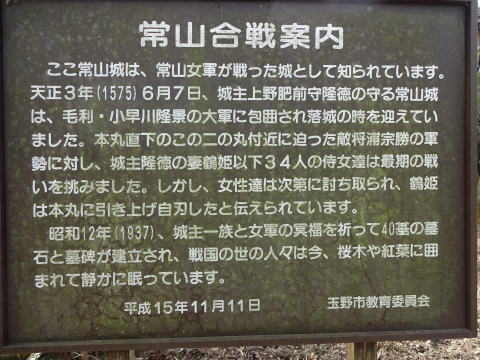 常山合戦案内
ここ常山城は、常山女軍が戦った城として知られています。
天正3年(1575)6月7日、城主上野肥前守隆徳の守る常山城
は、毛利・小早川隆景の大軍に包囲され落城の時を迎えてい
ました。本丸直下のこの二の丸付近に迫った敵将浦宗勝の軍
勢に対し、城主隆徳の妻鶴姫以下34人の侍女達は最期の戦
いを挑みました。しかし、女性達は次第に討ち取られ、鶴姫
は本丸に引き上げ自刃したと伝えられています。
昭和12年(1937)、城主一族と女軍の冥福を祈って40基の墓
石と墓碑が建立され、戦国の世の人々は今、桜木や紅葉に囲
まれて静かに眠っています。
平成15年11月11日 玉野市教育委員会